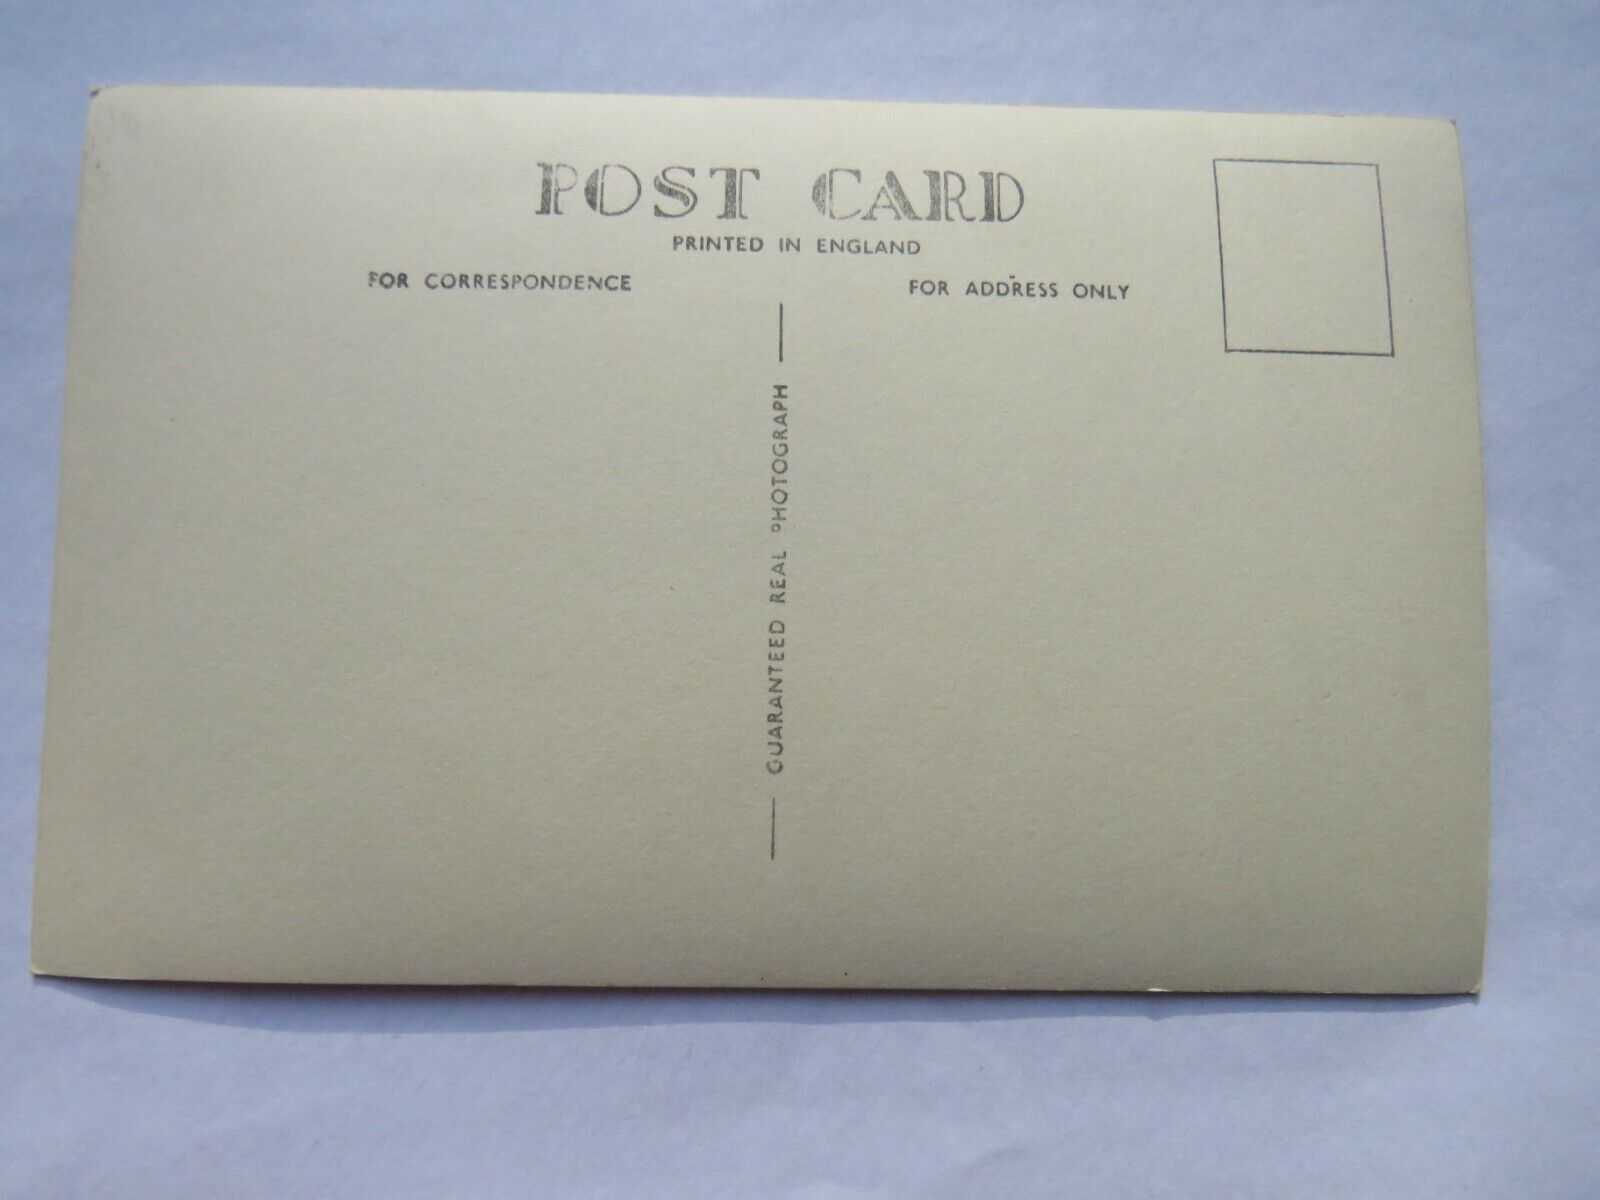 POST CARD
PRINTED IN ENGLAND
FOR CORRESPONDENCE
FOR ADDRESS ONLY
GUARANTEED REAL PHOTOGRAPH